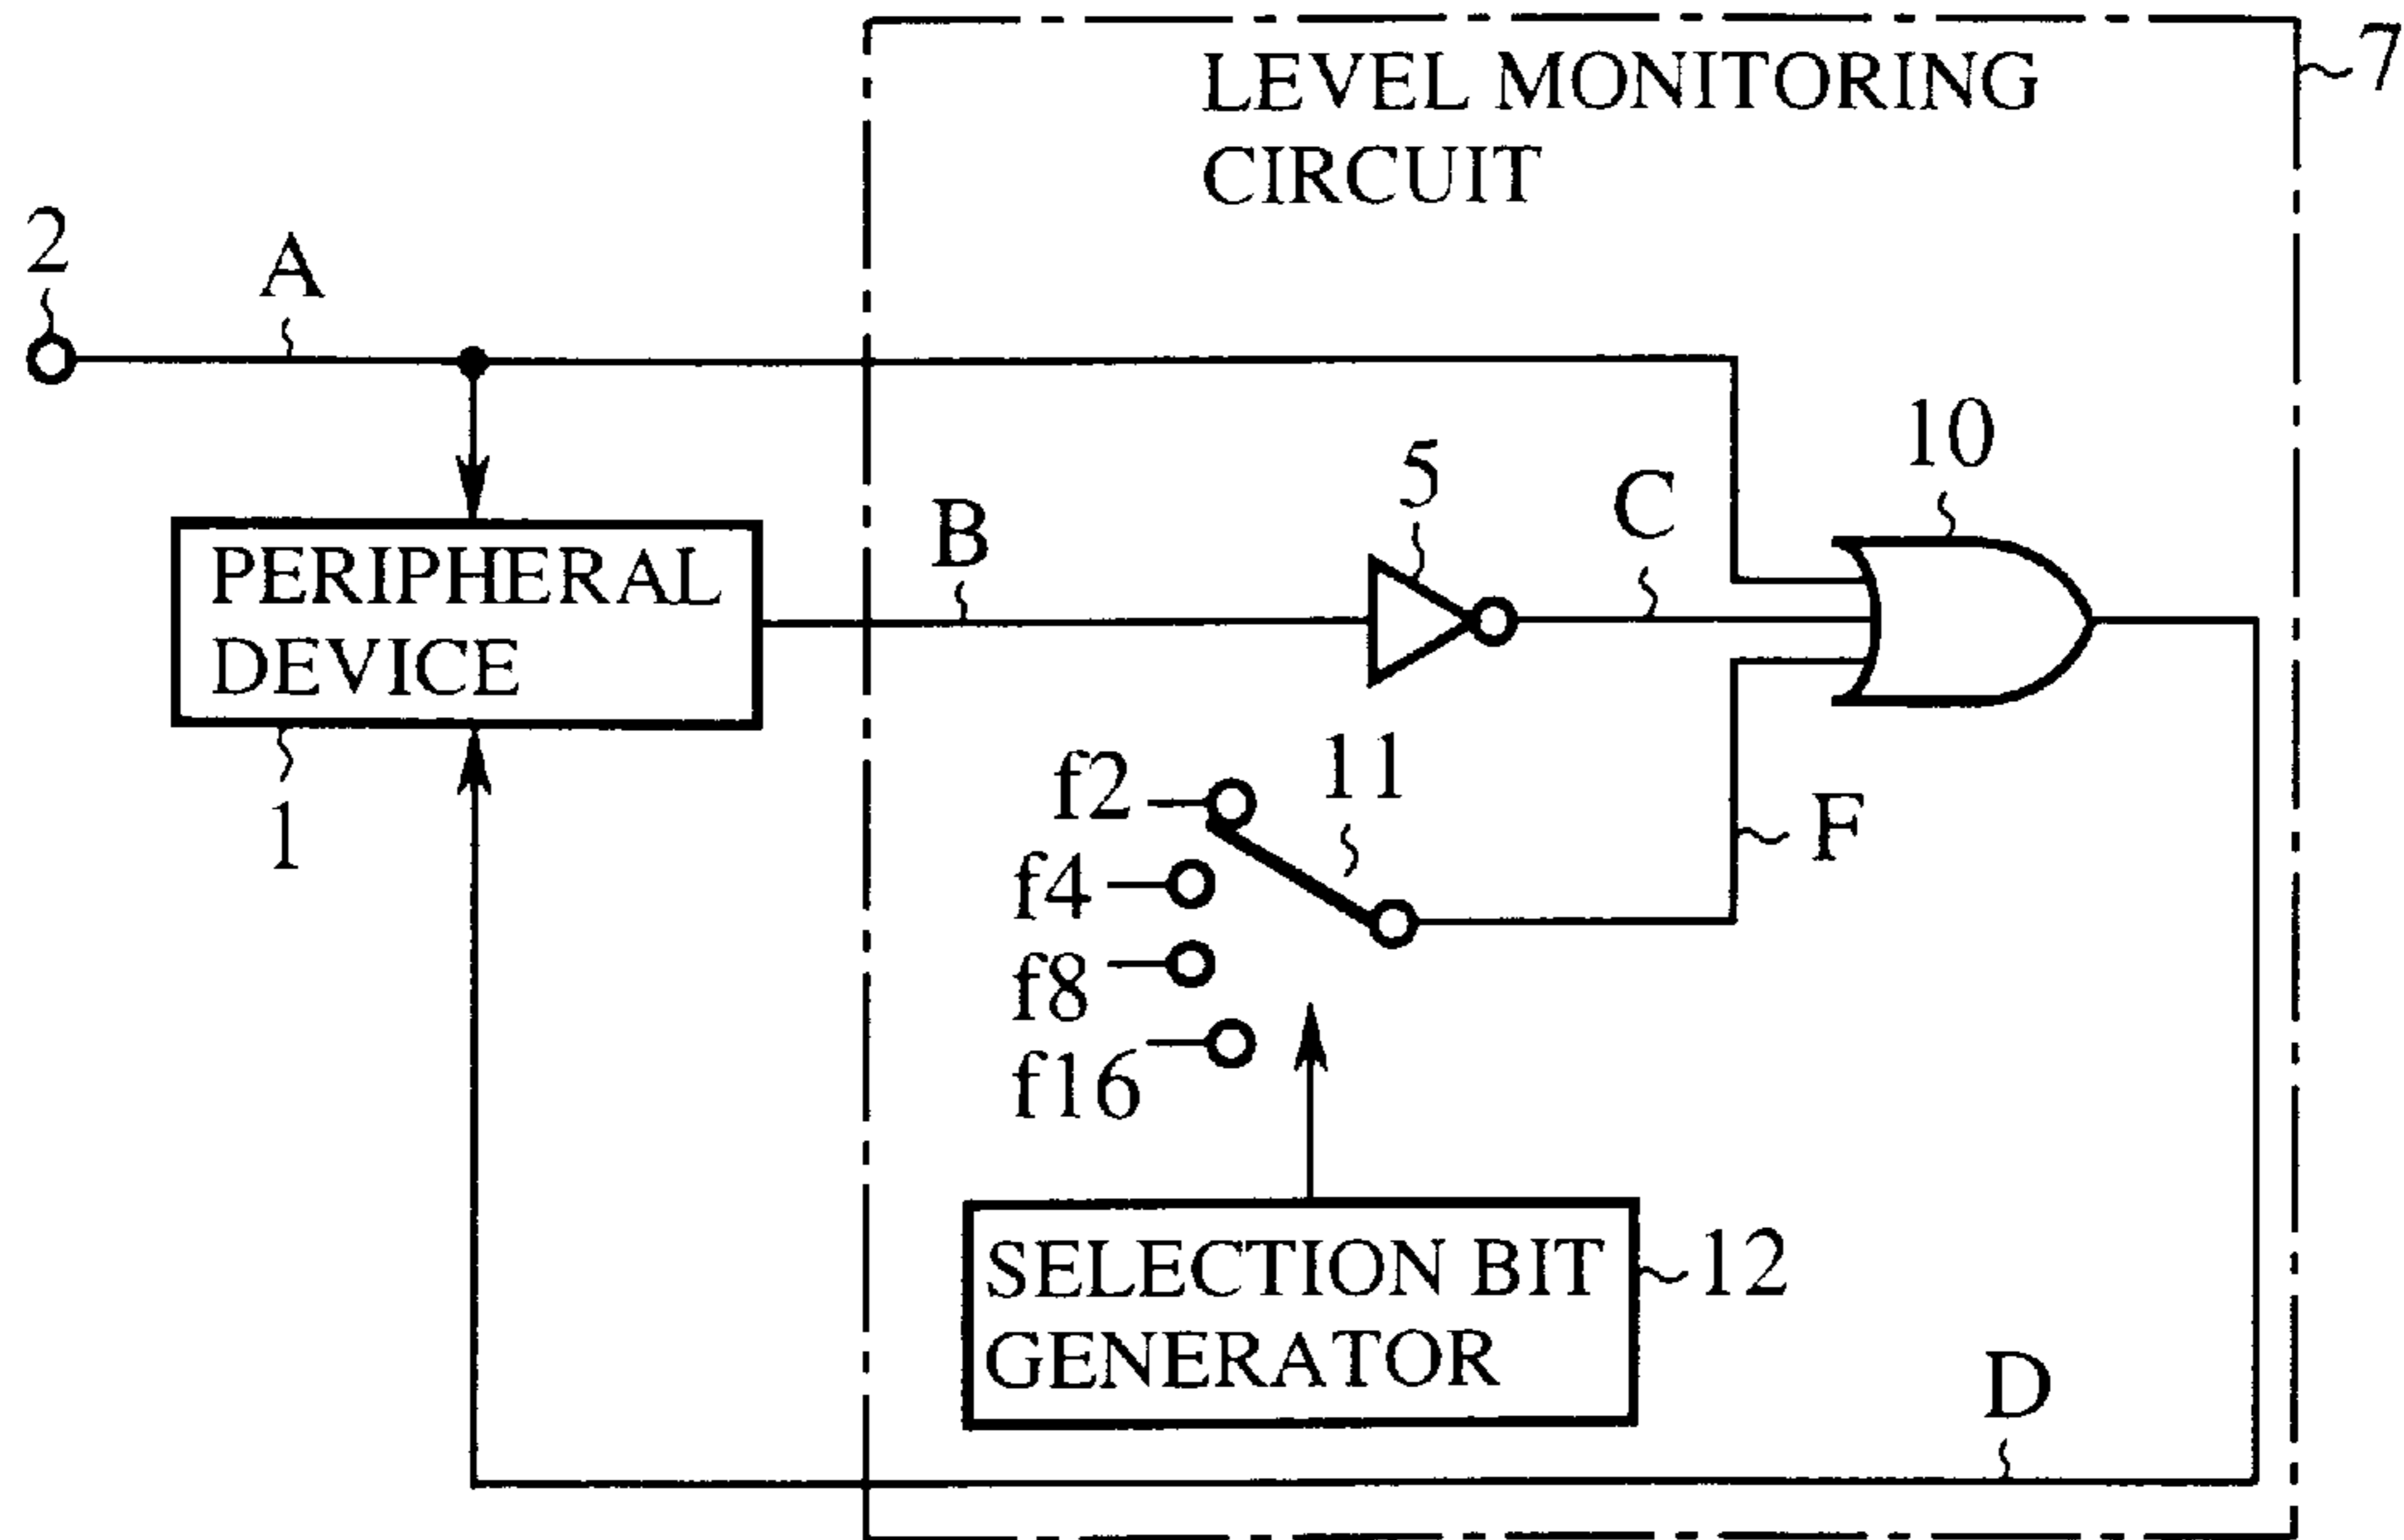 LEVEL MONITORING
CIRCUIT
7
2
A
10
5
C
B
PERIPHERAL
DEVICE
1
11
f2
f4
f8
f16
F
SELECTION BIT
GENERATOR
12
D